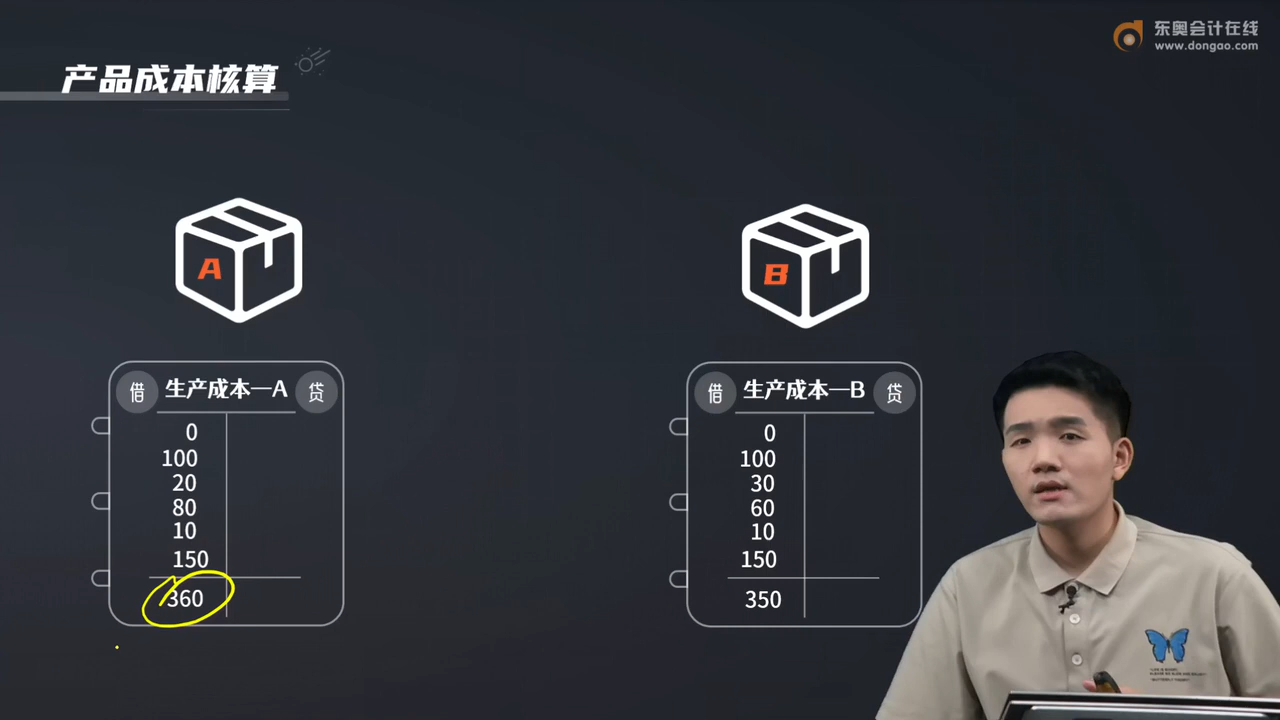 东奥会计在线
www.dongao.com
产品成本核算
A
B
借 生产成本—A 贷
0
100
20
80
10
150
360
借 生产成本—B 贷
0
100
30
60
10
150
350